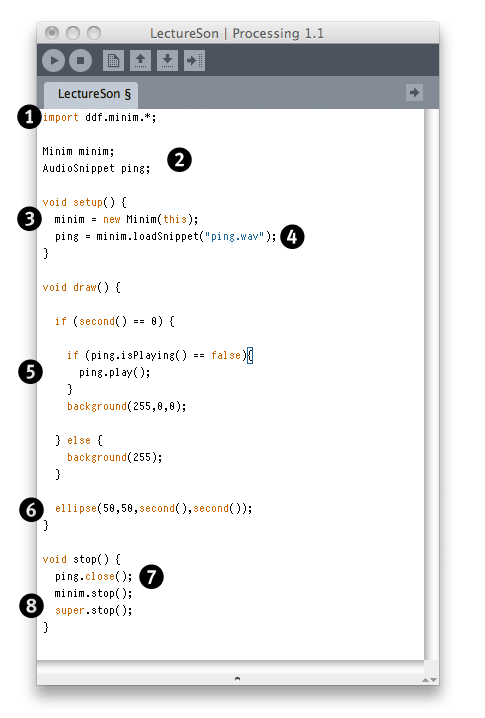 LectureSon | Processing 1.1
LectureSon §
1 import ddf.minim.*;
Minim minim;
2
AudioSnippet ping;
void setup() {
3 minim = new Minim(this);
ping = minim.loadSnippet("ping.wav"); 4
}
void draw() {
if (second() == 0) {
if (ping.isPlaying() == false){
5 ping.play();
}
background(255,0,0);
} else {
background(255);
}
6 ellipse(50,50,second(),second());
}
void stop() {
ping.close(); 7
minim.stop();
8 super.stop();
}